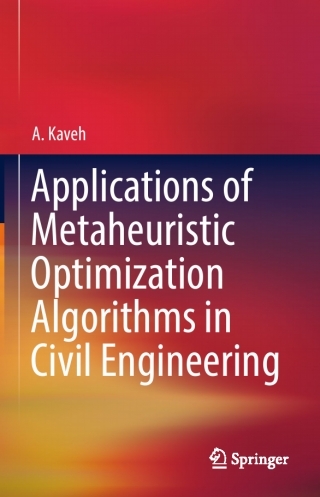 A. Kaveh
Applications of
Metaheuristic
Optimization
Algorithms in
Civil Engineering
Springer